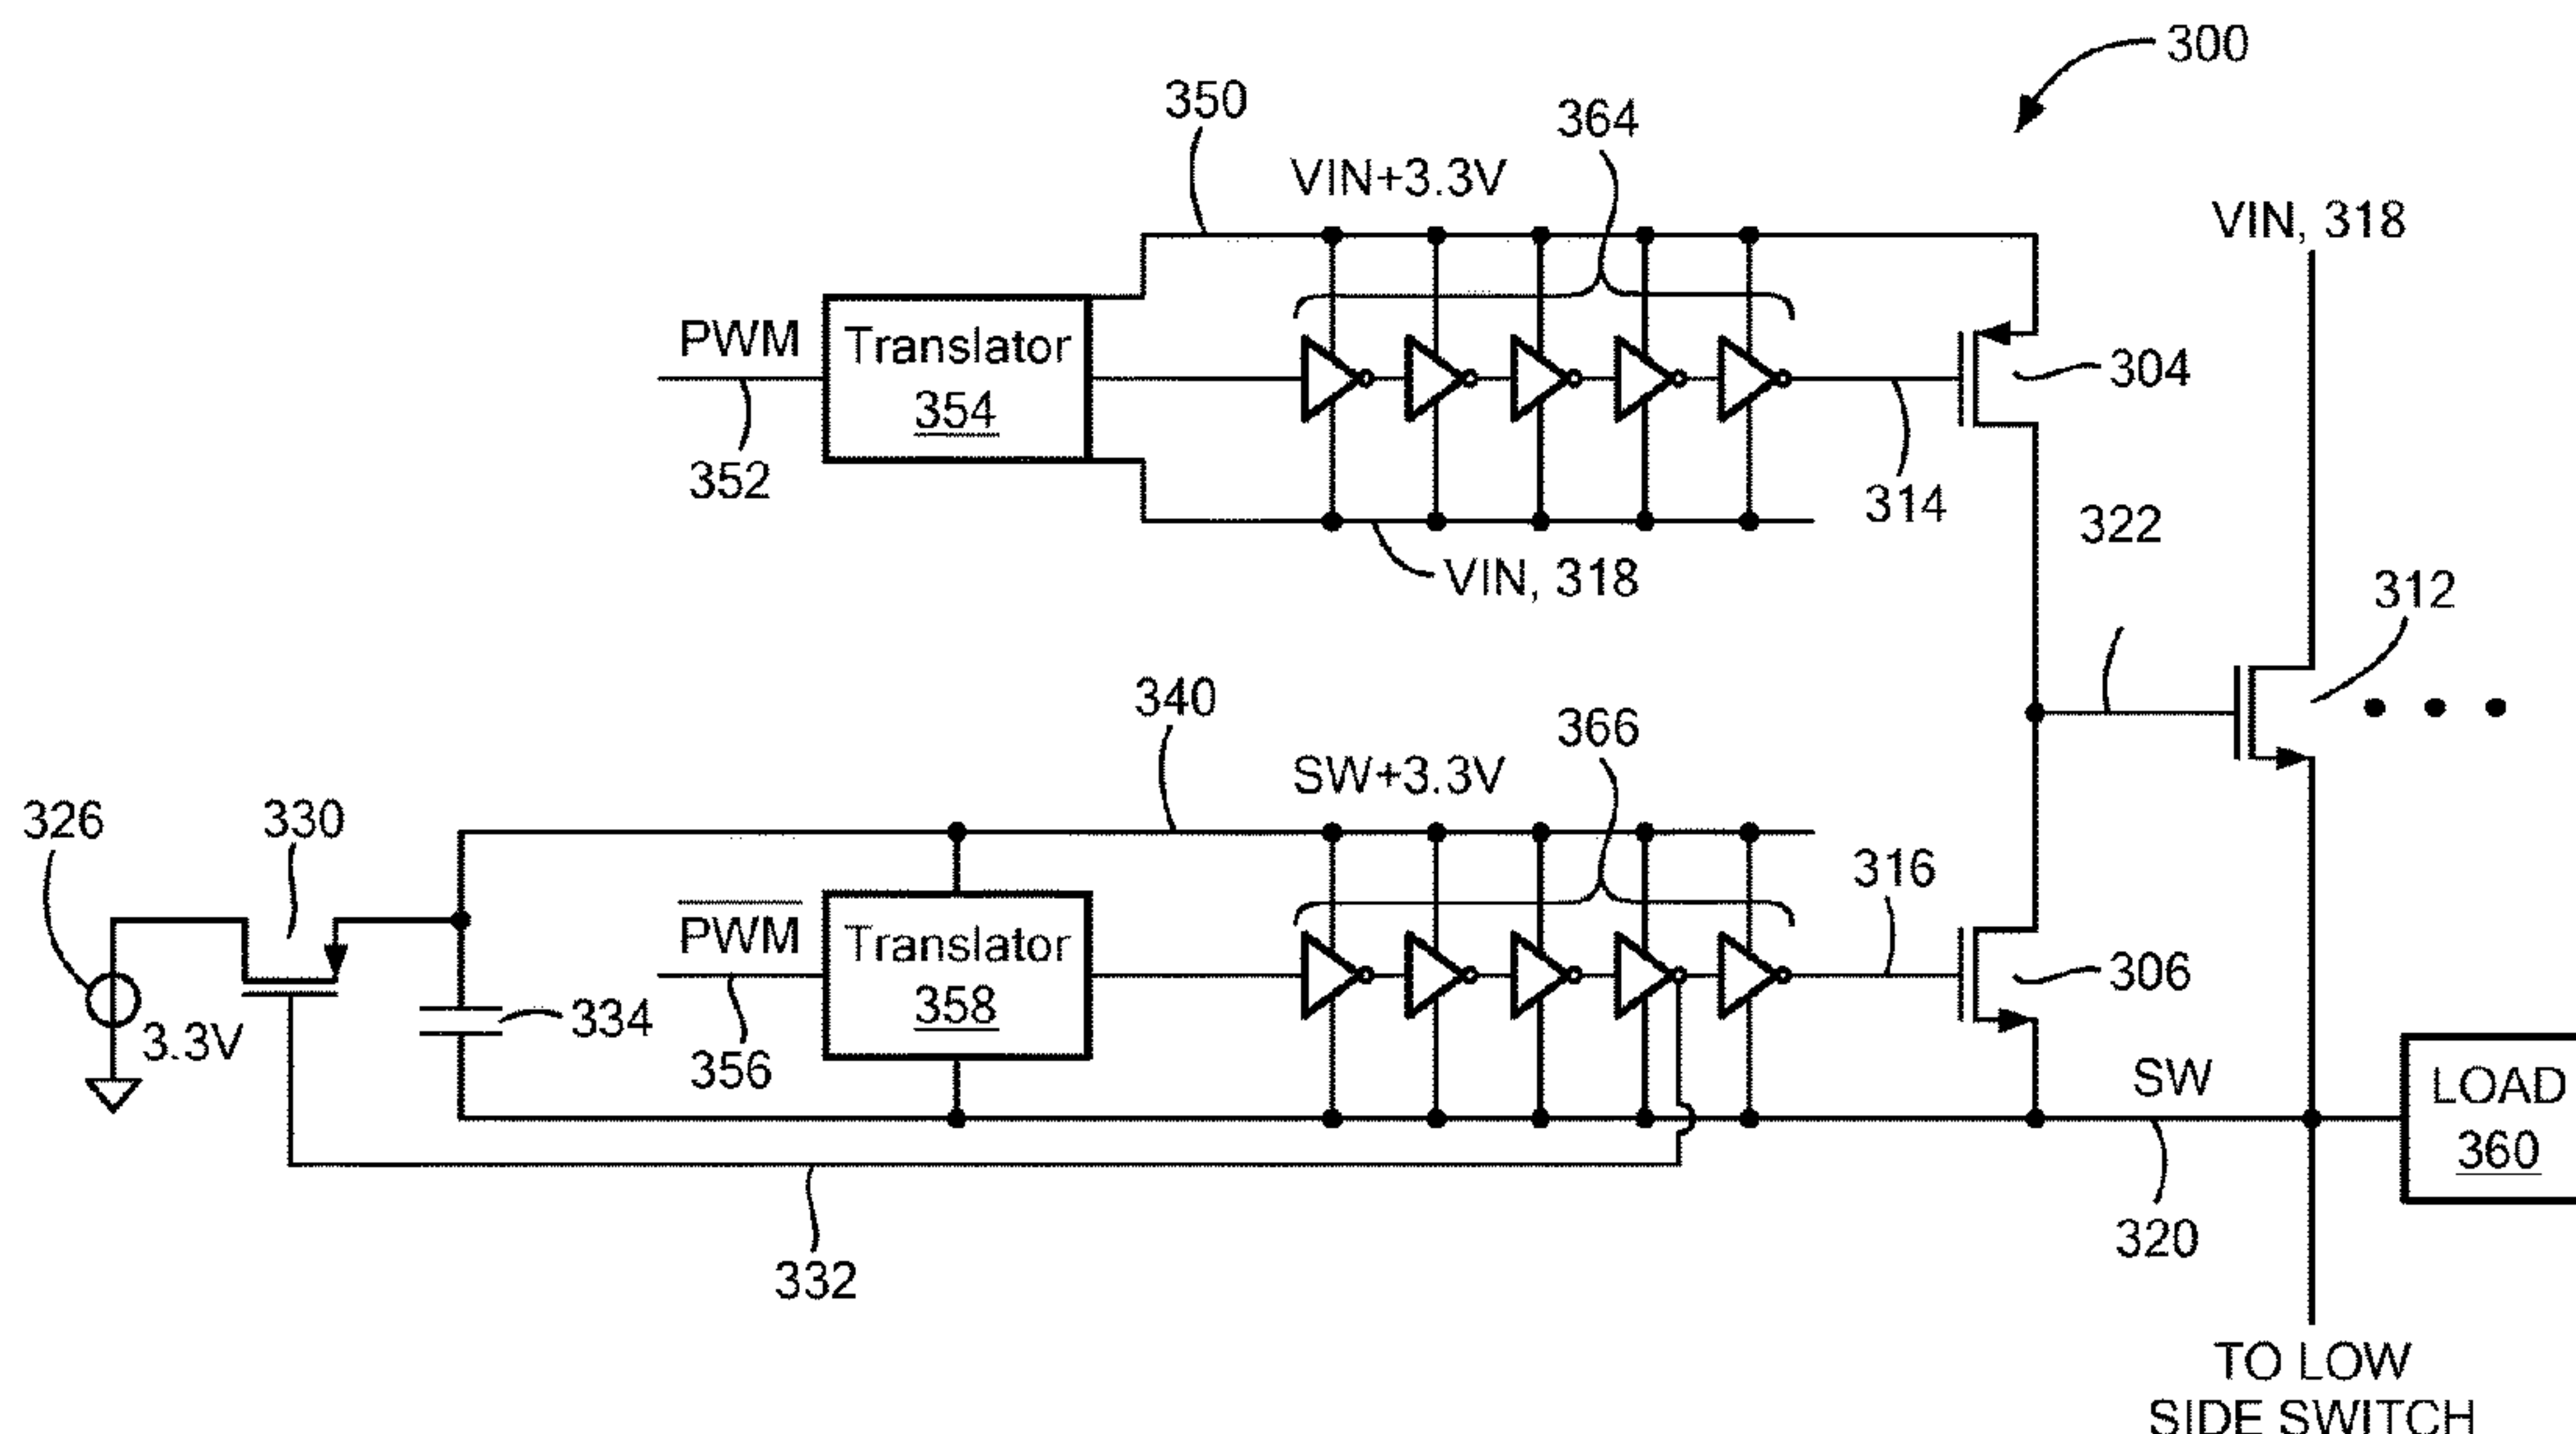 300
350
364
VIN+3.3V
VIN, 318
PWM
Translator
354
304
352
314
322
VIN, 318
312
340
366
SW+3.3V
326
330
316
P̅W̅M̅
Translator
358
306
334
3.3V
356
SW
LOAD
360
332
320
TO LOW
SIDE SWITCH